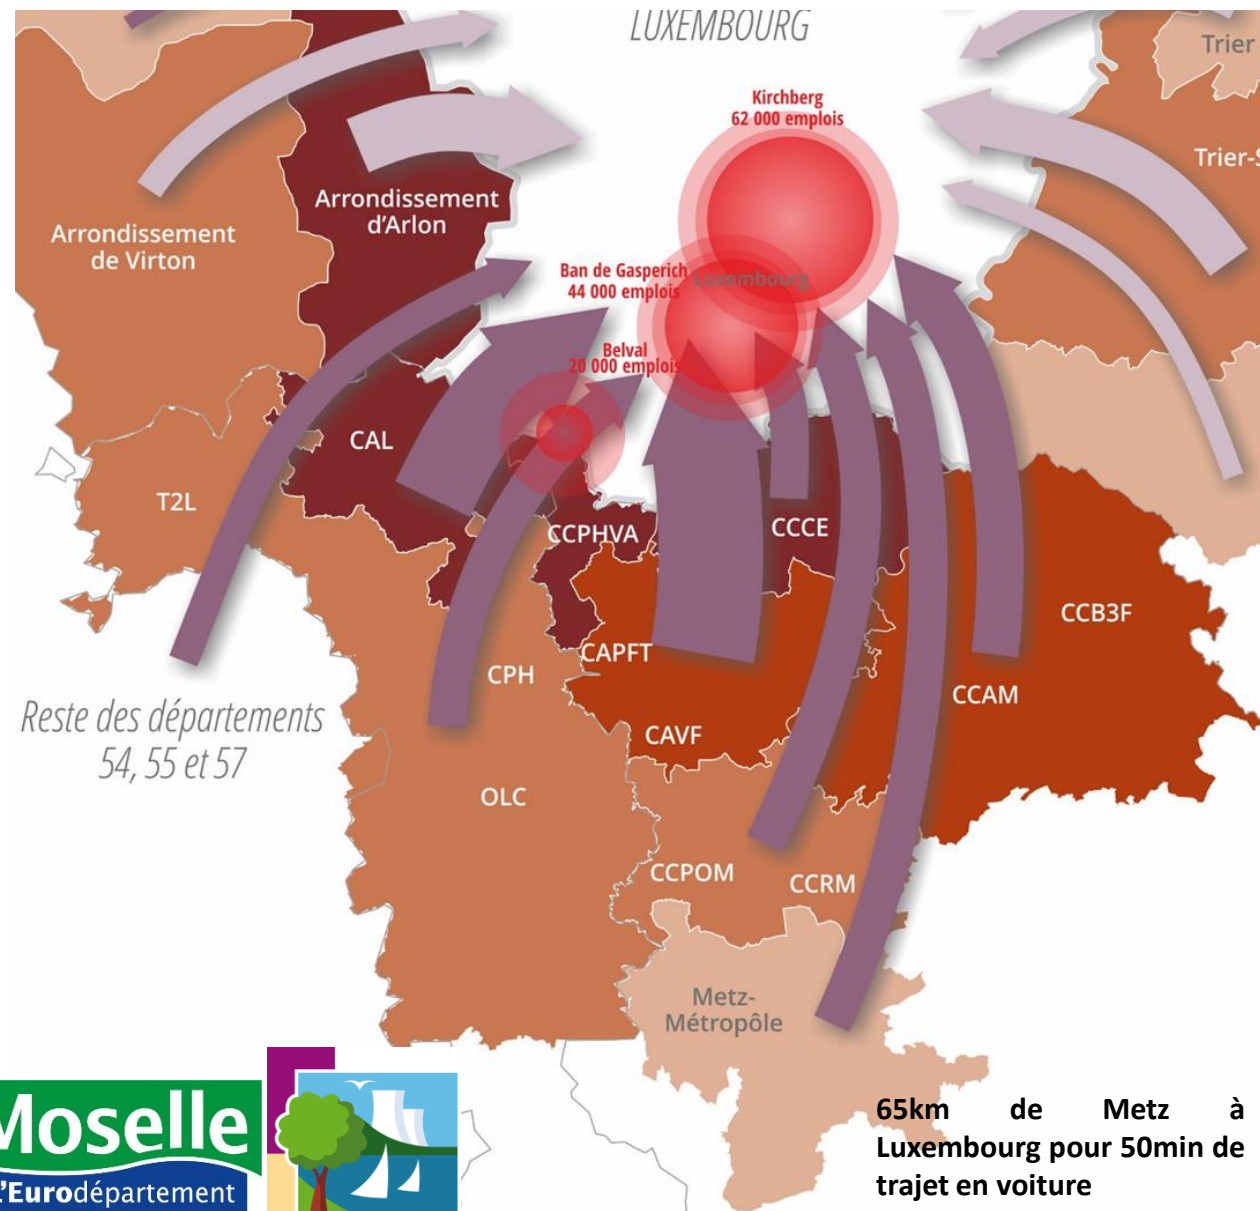 LUXEMBOURG
Trier
Kirchberg
62 000 emplois
Trier-S
Arrondissement
d'Arlon
Arrondissement
de Virton
Ban de Gasperich
44 000 emplois
Luxembourg
Belval
20 000 emplois
CAL
T2L
CCPHVA
CCCE
CCB3F
CAPFT
CPH
CCAM
Reste des départements
54, 55 et 57
CAVF
OLC
CCPOM
CCRM
Metz-
Métropôle
Moselle
l'Eurodépartement
65km de Metz à
Luxembourg pour 50min de
trajet en voiture